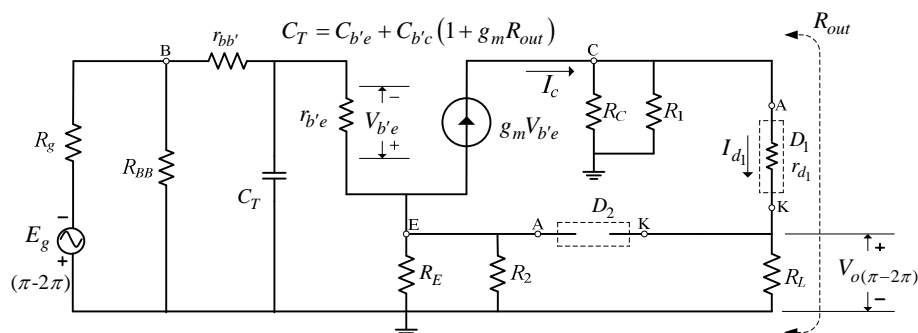 C_T = C_{b'e} + C_{b'c}(1 + g_m R_{out})
R_{out}
r_{bb'}
B
C
I_c
−
V_{b'e}
+
r_{b'e}
g_m V_{b'e}
R_C
R_1
A
D_1
r_{d_1}
I_{d_1}
K
R_g
R_{BB}
C_T
−
E_g
+
(π-2π)
E
A
D_2
K
R_E
R_2
R_L
+
V_{o(π−2π)}
−